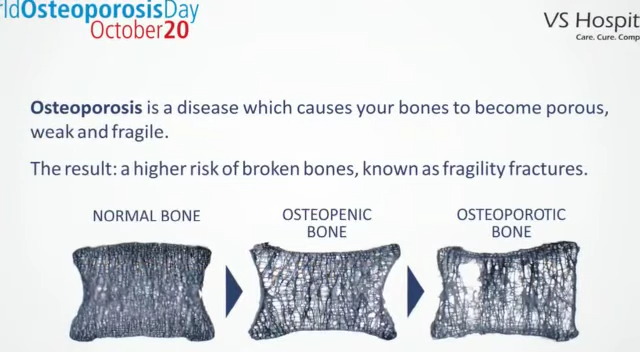 rldOsteoporosisDay
October20
VS Hospit
Care. Cure. Comp
Osteoporosis is a disease which causes your bones to become porous,
weak and fragile.
The result: a higher risk of broken bones, known as fragility fractures.
NORMAL BONE
OSTEOPENIC
BONE
OSTEOPOROTIC
BONE